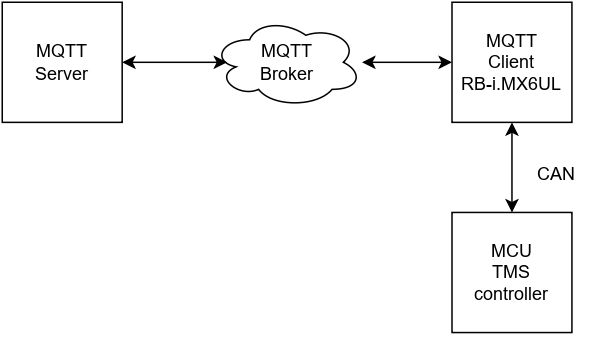 MQTT
Server
MQTT
Broker
MQTT
Client
RB-i.MX6UL
CAN
MCU
TMS
controller